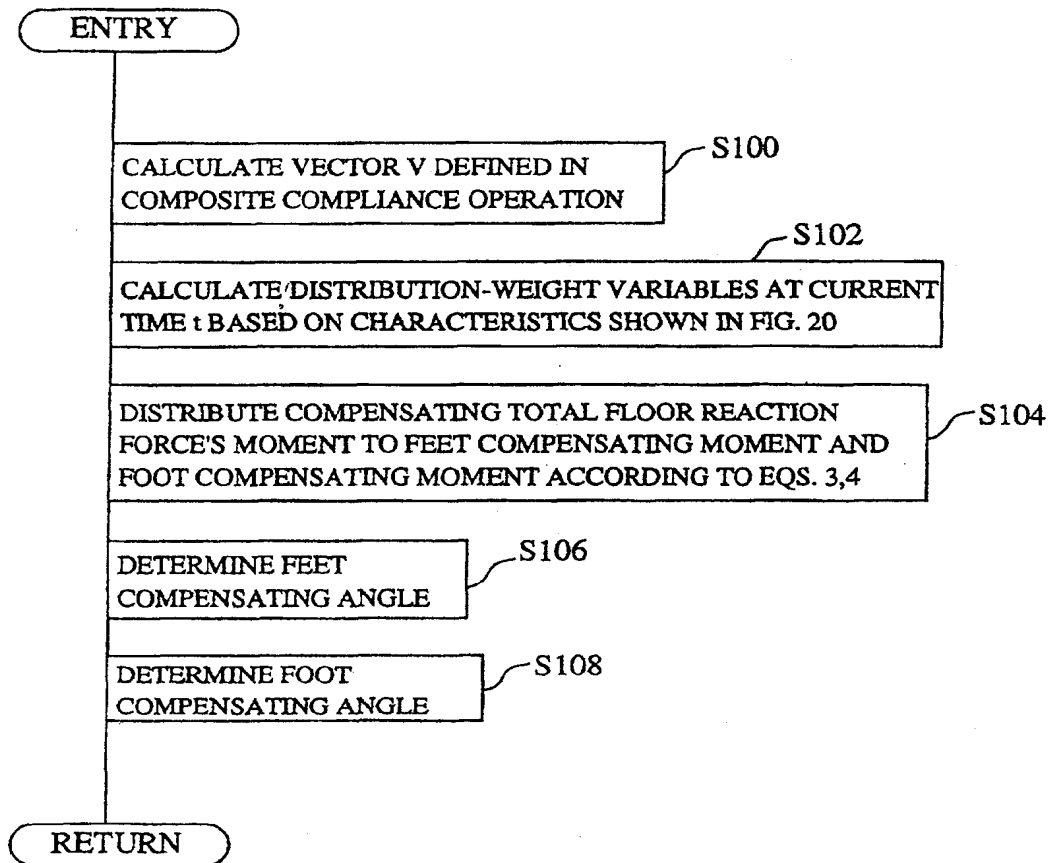 ENTRY
S100
CALCULATE VECTOR V DEFINED IN
COMPOSITE COMPLIANCE OPERATION
S102
CALCULATE DISTRIBUTION-WEIGHT VARIABLES AT CURRENT
TIME t BASED ON CHARACTERISTICS SHOWN IN FIG. 20
S104
DISTRIBUTE COMPENSATING TOTAL FLOOR REACTION
FORCE'S MOMENT TO FEET COMPENSATING MOMENT AND
FOOT COMPENSATING MOMENT ACCORDING TO EQS. 3,4
S106
DETERMINE FEET
COMPENSATING ANGLE
S108
DETERMINE FOOT
COMPENSATING ANGLE
RETURN